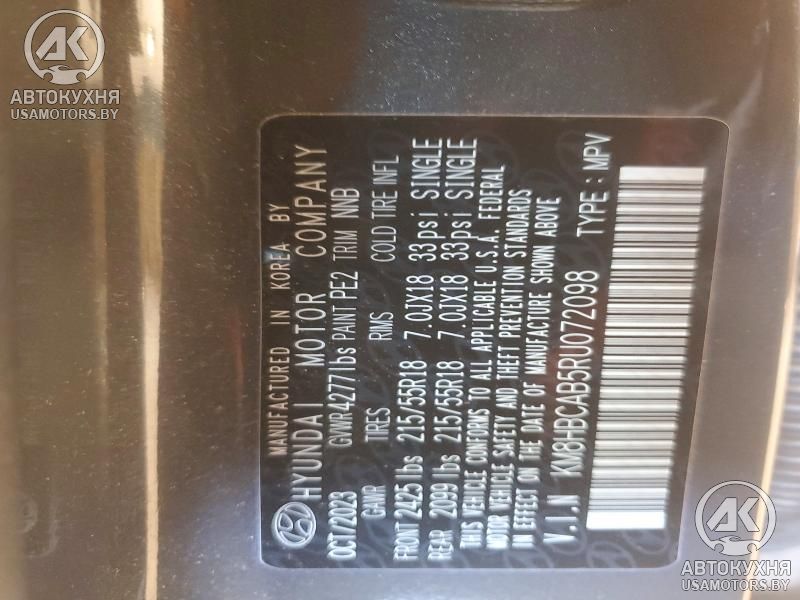 АК
АВТОКУХНЯ
USAMOTORS.BY
MANUFACTURED IN KOREA BY
HYUNDAI MOTOR COMPANY
OCT/2023 GVWR4277lbs PAINT PE2 TRIM NNB
GAWR TIRES RIMS COLD TIRE INFL
FRONT 2425 lbs 215/55R18 7.0JX18 33psi SINGLE
REAR 2099 lbs 215/55R18 7.0JX18 33psi SINGLE
THIS VEHICLE CONFORMS TO ALL APPLICABLE U.S.A. FEDERAL
MOTOR VEHICLE SAFETY AND THEFT PREVENTION STANDARDS
IN EFFECT ON THE DATE OF MANUFACTURE SHOWN ABOVE
V.I.N KM8HBCAB5RU072098 TYPE: MPV
АК
АВТОКУХНЯ
USAMOTORS.BY